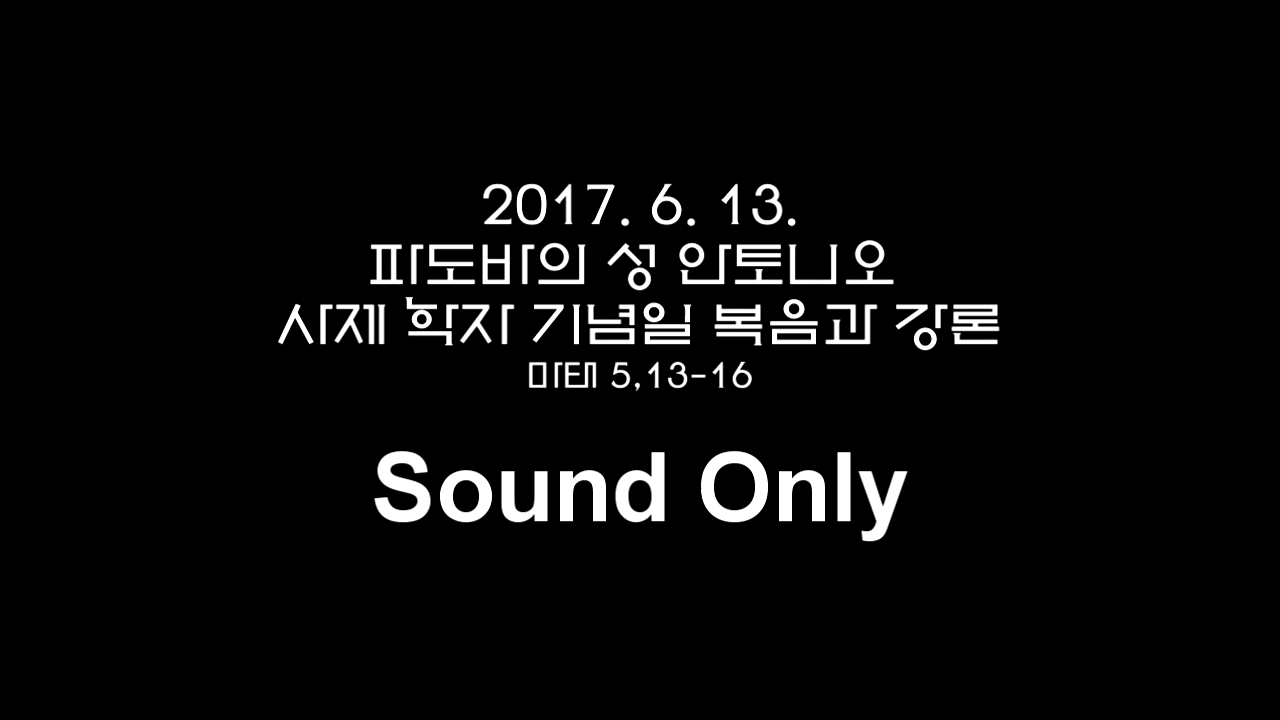 2017. 6. 13.
파도바의 성 안토니오
사제 학자 기념일 복음과 강론
마태 5,13-16
Sound Only